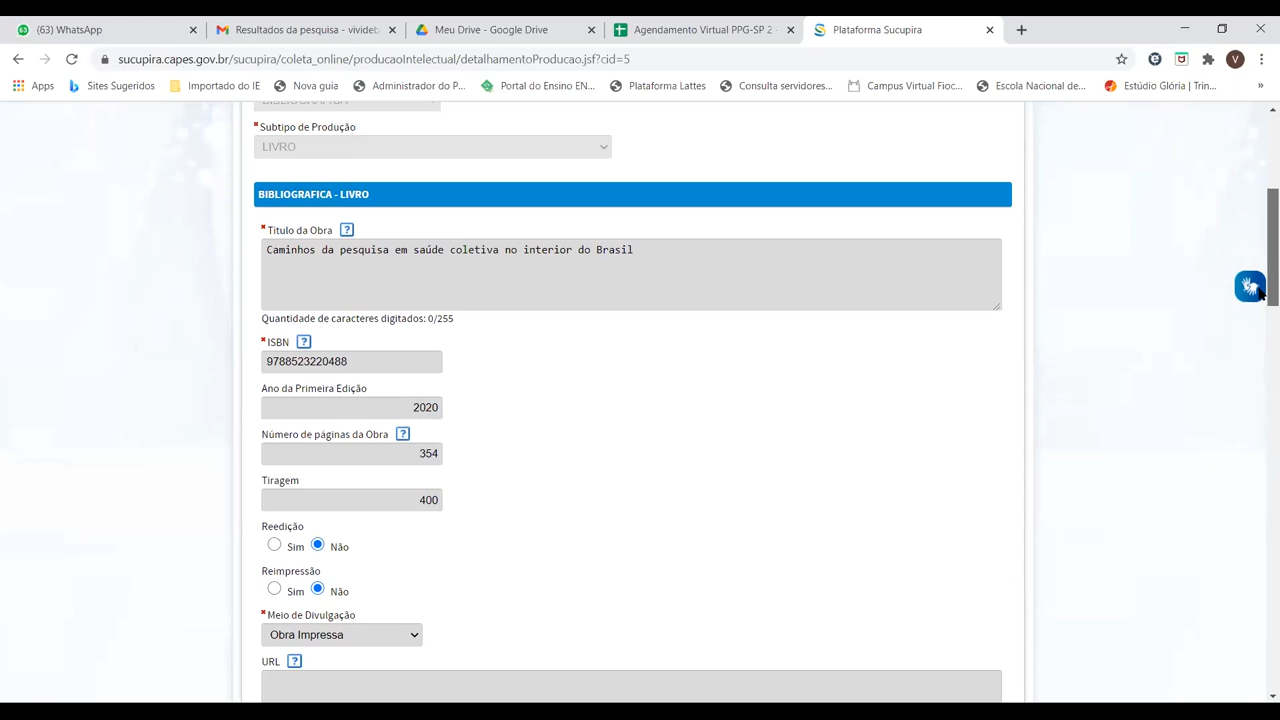 (63) WhatsApp
Resultados da pesquisa - vivideb
Meu Drive - Google Drive
Agendamento Virtual PPG-SP 2
Plataforma Sucupira
sucupira.capes.gov.br/sucupira/coleta_online/producaoIntelectual/detalhamentoProducao.jsf?cid=5
V
Apps
Sites Sugeridos
Importado do IE
Nova guia
Administrador do P...
Portal do Ensino EN...
Plataforma Lattes
Consulta servidores...
Campus Virtual Fioc...
Escola Nacional de...
Estúdio Glória | Trin...
»
BIBLIOGRÁFICA
* Subtipo de Produção
LIVRO
BIBLIOGRAFICA - LIVRO
* Título da Obra ?
Caminhos da pesquisa em saúde coletiva no interior do Brasil
Quantidade de caracteres digitados: 0/255
* ISBN ?
9788523220488
Ano da Primeira Edição
2020
Número de páginas da Obra ?
354
Tiragem
400
Reedição
Sim Não
Reimpressão
Sim Não
* Meio de Divulgação
Obra Impressa
URL ?